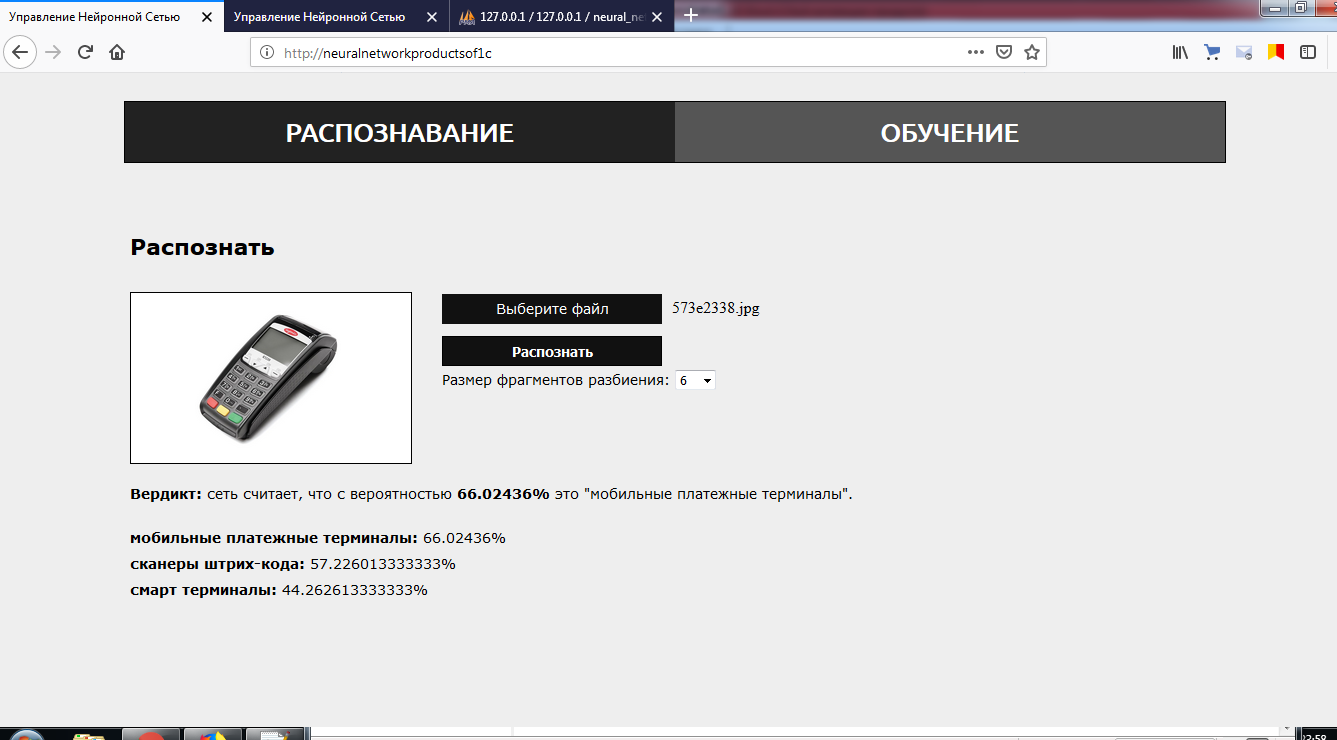 Управление Нейронной Сетью
Управление Нейронной Сетью
127.0.0.1 / 127.0.0.1 / neural_ne
http://neuralnetworkproductsof1c
РАСПОЗНАВАНИЕ
ОБУЧЕНИЕ
Распознать
Выберите файл 573e2338.jpg
Распознать
Размер фрагментов разбиения: 6
Вердикт: сеть считает, что с вероятностью 66.02436% это "мобильные платежные терминалы".
мобильные платежные терминалы: 66.02436%
сканеры штрих-кода: 57.226013333333%
смарт терминалы: 44.262613333333%